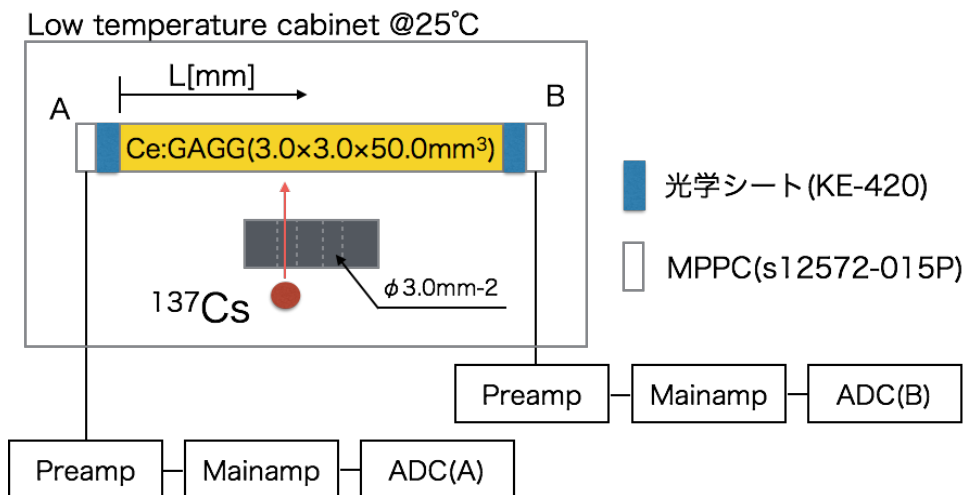 Low temperature cabinet @25℃
L[mm]
A
B
Ce:GAGG(3.0×3.0×50.0mm³)
光学シート(KE-420)
MPPC(s12572-015P)
φ3.0mm-2
¹³⁷Cs
Preamp
Mainamp
ADC(B)
Preamp
Mainamp
ADC(A)